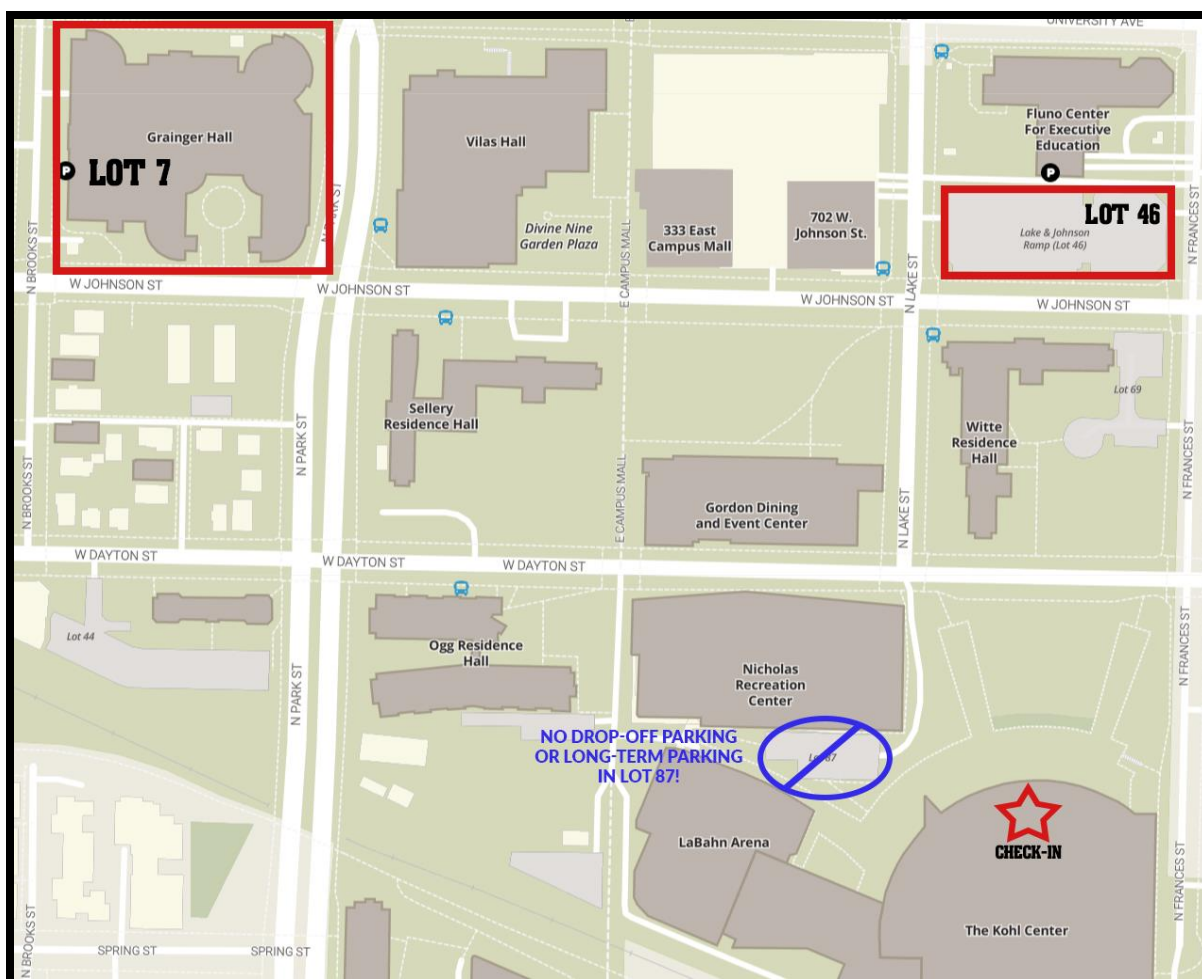 UNIVERSITY AVE
Grainger Hall
P LOT 7
Vilas Hall
Divine Nine
Garden Plaza
333 East
Campus Mall
702 W.
Johnson St.
Fluno Center
For Executive
Education
P
LOT 46
Lake & Johnson
Ramp (Lot 46)
N BROOKS ST
E CAMPUS MALL
N LAKE ST
N FRANCES ST
W JOHNSON ST
W JOHNSON ST
W JOHNSON ST
W JOHNSON ST
Sellery
Residence Hall
Witte
Residence
Hall
Lot 69
Gordon Dining
and Event Center
N BROOKS ST
N PARK ST
E CAMPUS MALL
N LAKE ST
N FRANCES ST
W DAYTON ST
W DAYTON ST
W DAYTON ST
Lot 44
Ogg Residence
Hall
Nicholas
Recreation
Center
N PARK ST
N FRANCES ST
NO DROP-OFF PARKING
OR LONG-TERM PARKING
IN LOT 87!
LaBahn Arena
CHECK-IN
The Kohl Center
N BROOKS ST
SPRING ST
SPRING ST
N FRANCES ST